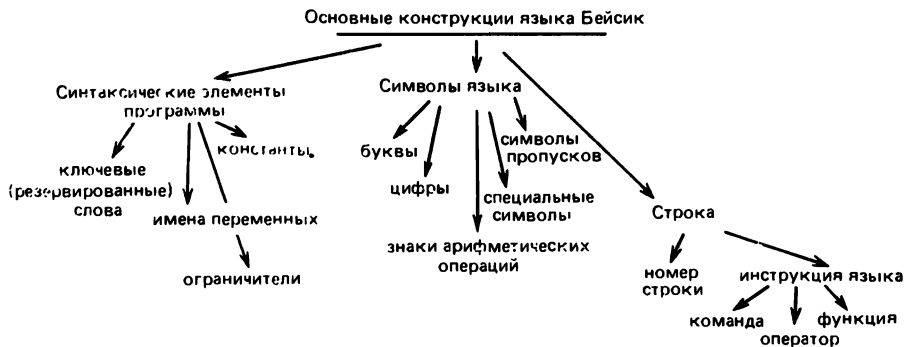 Основные конструкции языка Бейсик
Синтаксические элементы
программы
Символы языка
ключевые
(резервированные)
слова
имена переменных
ограничители
константы
буквы
цифры
знаки арифметических
операций
специальные
символы
символы
пропусков
Строка
номер
строки
инструкция языка
команда
оператор
функция